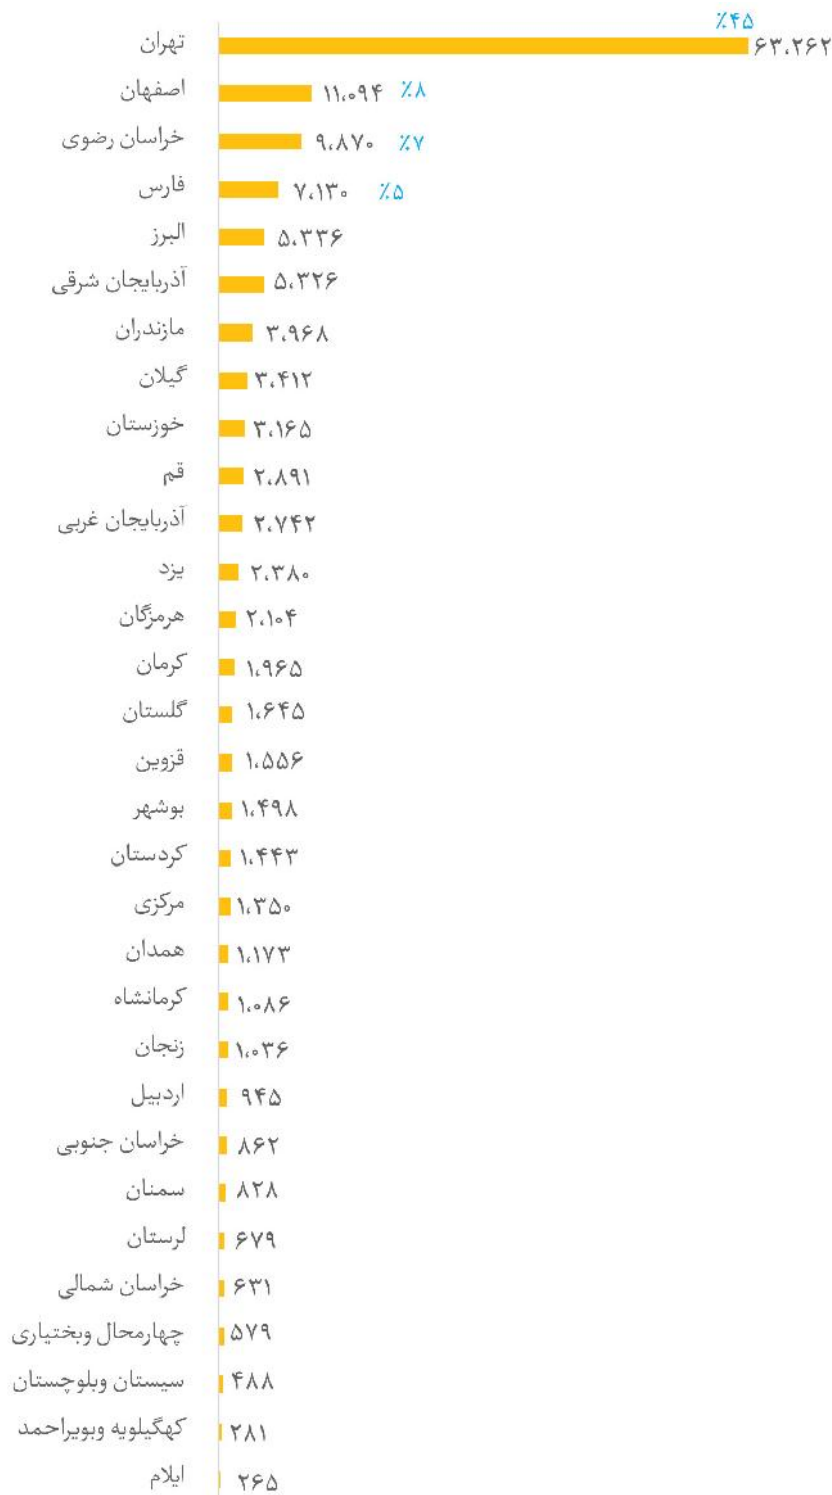 ٪۴۵
تهران ۶۳،۲۶۲
اصفهان ۱۱،۰۹۴ ٪۸
خراسان رضوی ۹،۸۷۰ ٪۷
فارس ۷،۱۳۰ ٪۵
البرز ۵،۳۳۶
آذربایجان شرقی ۵،۳۲۶
مازندران ۳،۹۶۸
گیلان ۳،۴۱۲
خوزستان ۳،۱۶۵
قم ۲،۸۹۱
آذربایجان غربی ۲،۷۴۲
یزد ۲،۳۸۰
هرمزگان ۲،۱۰۴
کرمان ۱،۹۶۵
گلستان ۱،۶۴۵
قزوین ۱،۵۵۶
بوشهر ۱،۴۹۸
کردستان ۱،۴۴۳
مرکزی ۱،۳۵۰
همدان ۱،۱۷۳
کرمانشاه ۱،۰۸۶
زنجان ۱،۰۳۶
اردبیل ۹۴۵
خراسان جنوبی ۸۶۲
سمنان ۸۲۸
لرستان ۶۷۹
خراسان شمالی ۶۳۱
چهارمحال وبختیاری ۵۷۹
سیستان وبلوچستان ۴۸۸
کهگیلویه وبویراحمد ۲۸۱
ایلام ۲۶۵